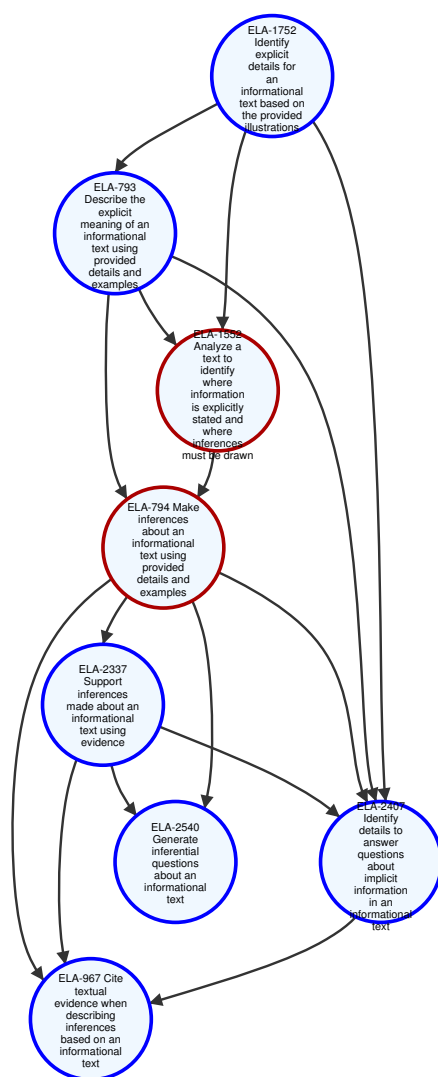 ELA-1752
Identify
explicit
details for
an
informational
text based on
the provided
illustrations
ELA-793
Describe the
explicit
meaning of an
informational
text using
provided
details and
examples
ELA-1552
Analyze a
text to
identify
where
information
is explicitly
stated and
where
inferences
must be drawn
ELA-794 Make
inferences
about an
informational
text using
provided
details and
examples
ELA-2337
Support
inferences
made about an
informational
text using
evidence
ELA-2540
Generate
inferential
questions
about an
informational
text
ELA-2407
Identify
details to
answer
questions
about
implicit
information
in an
informational
text
ELA-967 Cite
textual
evidence when
describing
inferences
based on an
informational
text